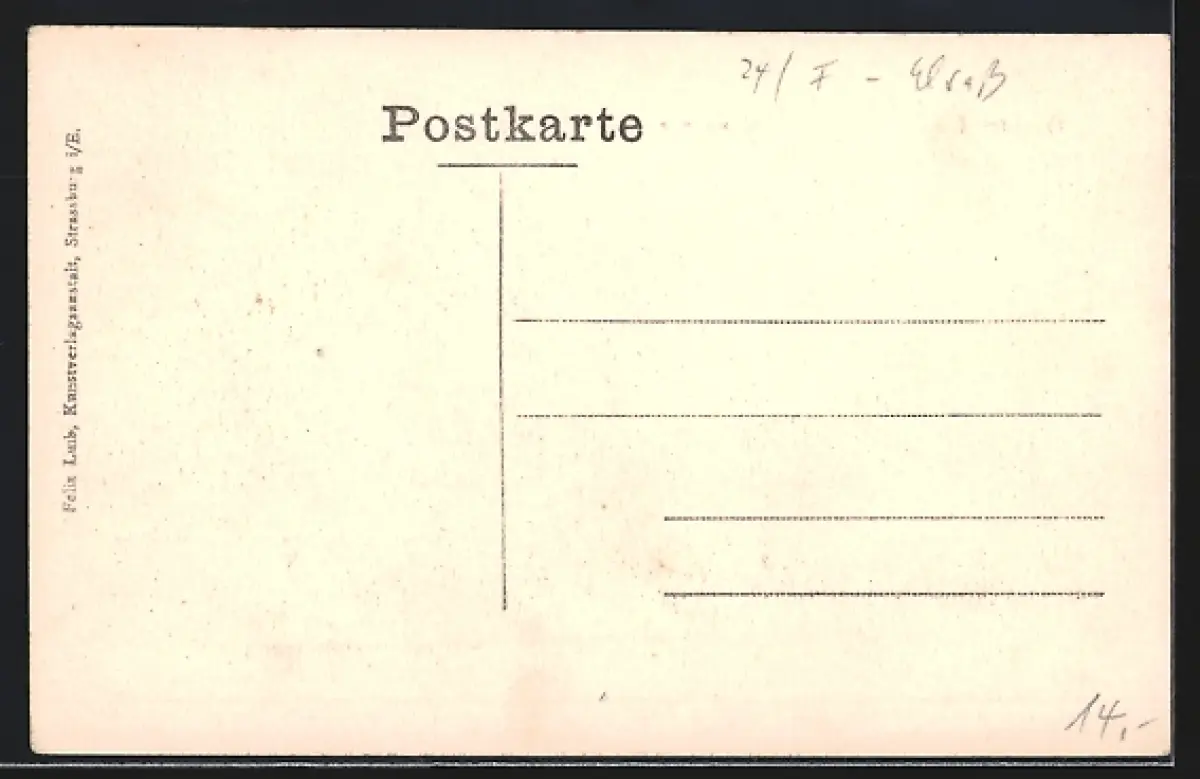 24/ F - Elsaß
Postkarte
Felix Luib, Kunstverlagsanstalt, Strassburg i/E.
14,-